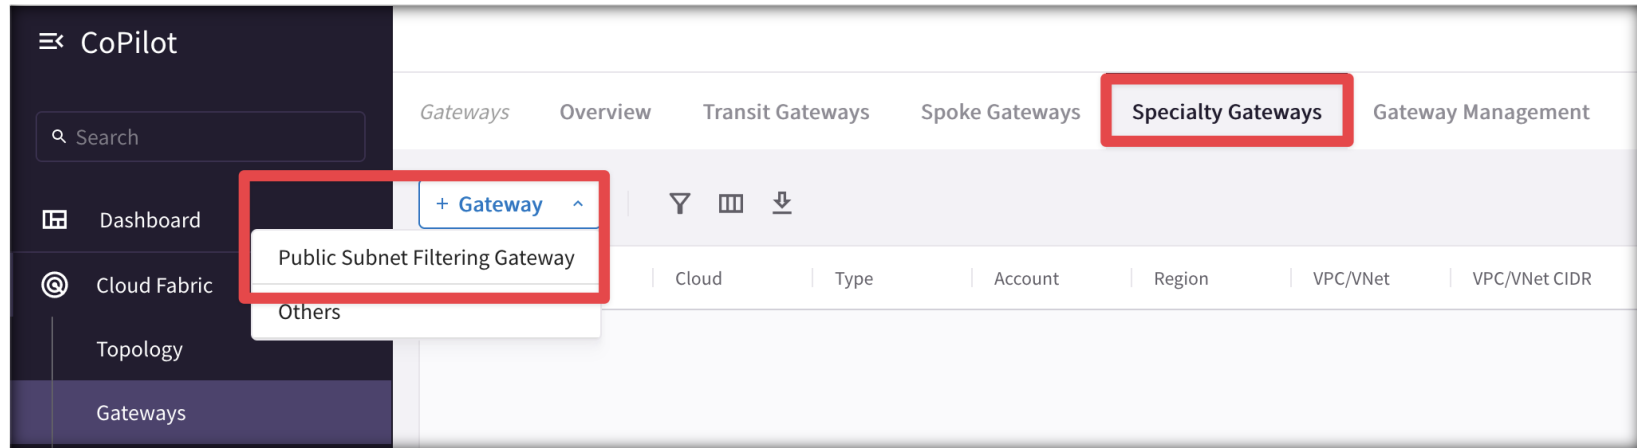 CoPilot
Search
Dashboard
Cloud Fabric
Topology
Gateways
Gateways Overview Transit Gateways Spoke Gateways Specialty Gateways Gateway Management
+ Gateway
Public Subnet Filtering Gateway
Others
Cloud Type Account Region VPC/VNet VPC/VNet CIDR